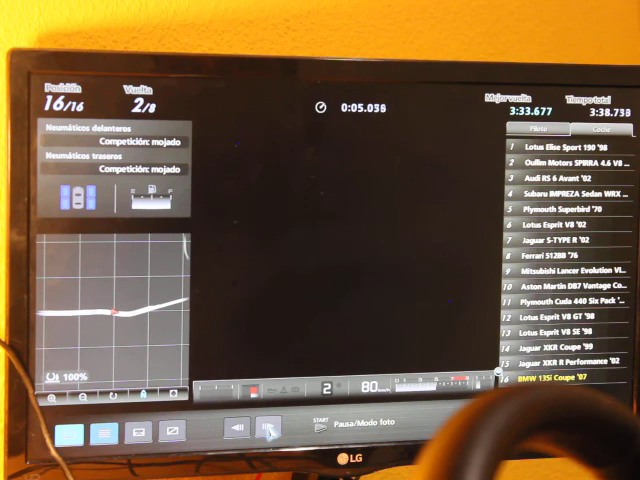 Posición
16/16
Vuelta
2/8
0:05.036
Mejor vuelta
3:33.677
Tiempo total
3:38.738
Neumáticos delanteros
Competición: mojado
Neumáticos traseros
Competición: mojado
E F
100%
Piloto Coche
1 Lotus Elise Sport 190 '98
2 Oullim Motors SPIRRA 4.6 V8 ...
3 Audi RS 6 Avant '02
4 Subaru IMPREZA Sedan WRX ...
5 Plymouth Superbird '70
6 Lotus Esprit V8 '02
7 Jaguar S-TYPE R '02
8 Ferrari 512BB '76
9 Mitsubishi Lancer Evolution VI...
10 Aston Martin DB7 Vantage Co...
11 Plymouth Cuda 440 Six Pack '...
12 Lotus Esprit V8 GT '98
13 Lotus Esprit V8 SE '98
14 Jaguar XKR Coupe '99
15 Jaguar XKR R Performance '02
16 BMW 135i Coupe '07
2 80 km/h
START Pausa/Modo foto
LG